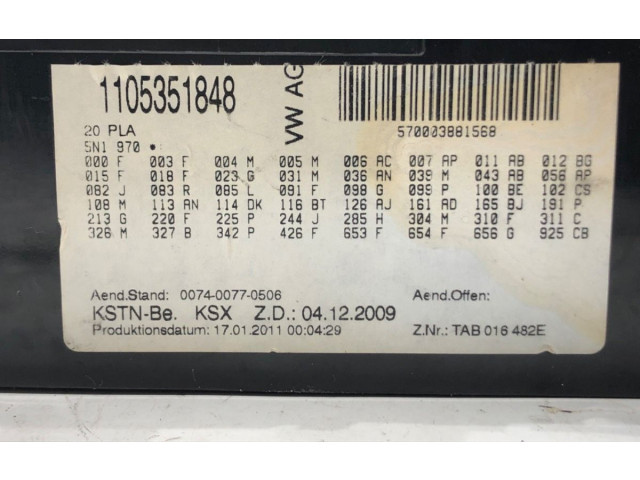 1105351848
VW AG
570003881568
20 PLA
5N1 970 •:
000 F 003 F 004 M 005 M 006 AC 007 AP 011 AB 012 BG
015 F 018 F 023 G 031 M 036 AN 039 M 043 AB 056 AP
082 J 083 R 085 L 091 F 098 G 099 P 100 BE 102 CS
108 M 113 AN 114 DK 116 BT 126 AJ 161 AD 165 BJ 191 P
213 G 220 F 225 P 244 J 285 H 304 M 310 F 311 C
326 M 327 B 342 P 426 F 653 F 654 F 656 G 925 CB
Aend.Stand: 0074-0077-0506 Aend.Offen:
KSTN-Be. KSX Z.D.: 04.12.2009
Produktionsdatum: 17.01.2011 00:04:29 Z.Nr.: TAB 016 482E